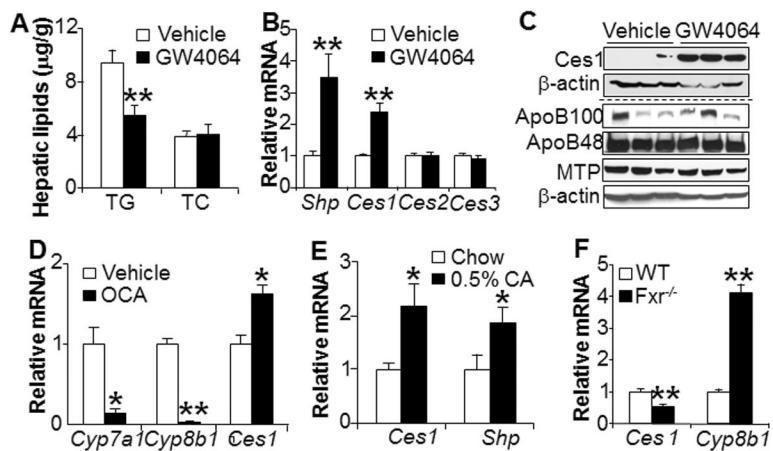 A
Hepatic lipids (µg/g)
12
8
4
0
Vehicle
GW4064
**
TG
TC
B
Relative mRNA
5
4
3
2
1
0
Vehicle
GW4064
**
**
Shp
Ces1
Ces2
Ces3
C
Vehicle
GW4064
Ces1
β-actin
ApoB100
ApoB48
MTP
β-actin
D
Relative mRNA
2
1
0
Vehicle
OCA
*
**
*
Cyp7a1
Cyp8b1
Ces1
E
Relative mRNA
3
2
1
0
Chow
0.5% CA
*
*
Ces1
Shp
F
Relative mRNA
5
4
3
2
1
0
WT
Fxr-/-
**
**
Ces 1
Cyp8b1